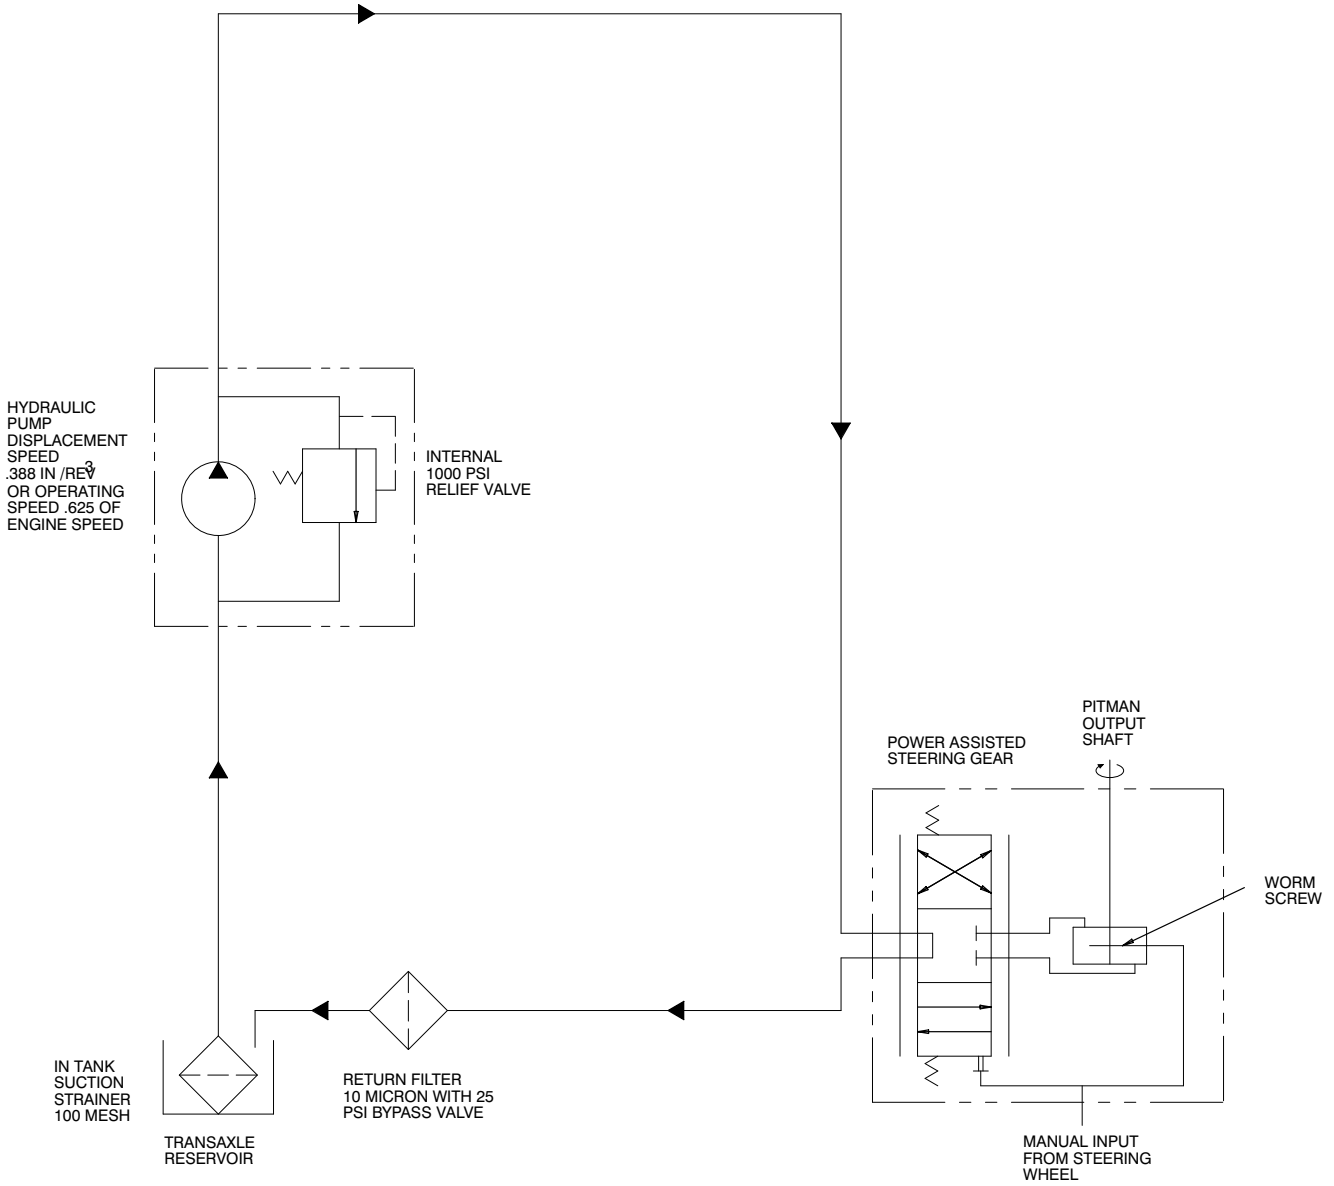 HYDRAULIC
PUMP
DISPLACEMENT
SPEED
.388 IN³/REV
OR OPERATING
SPEED .625 OF
ENGINE SPEED
INTERNAL
1000 PSI
RELIEF VALVE
PITMAN
OUTPUT
SHAFT
POWER ASSISTED
STEERING GEAR
WORM
SCREW
IN TANK
SUCTION
STRAINER
100 MESH
RETURN FILTER
10 MICRON WITH 25
PSI BYPASS VALVE
TRANSAXLE
RESERVOIR
MANUAL INPUT
FROM STEERING
WHEEL